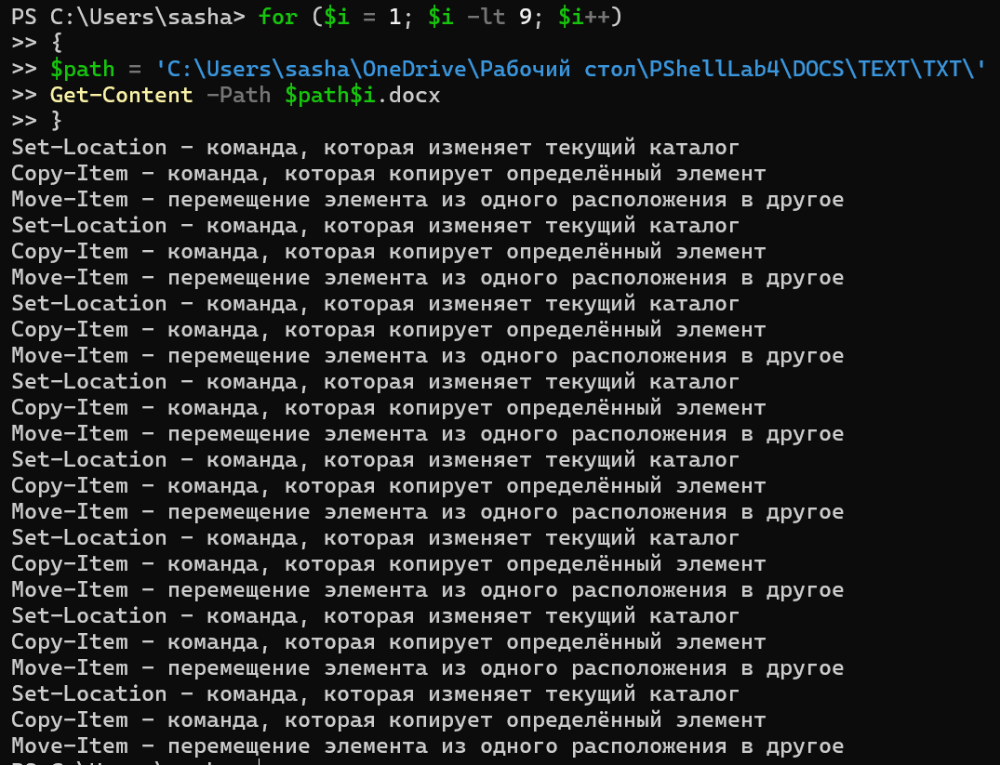 PS C:\Users\sasha> for ($i = 1; $i -lt 9; $i++)
>> {
>> $path = 'C:\Users\sasha\OneDrive\Рабочий стол\PShellLab4\DOCS\TEXT\TXT\'
>> Get-Content -Path $path$i.docx
>> }
Set-Location - команда, которая изменяет текущий каталог
Copy-Item - команда, которая копирует определённый элемент
Move-Item - перемещение элемента из одного расположения в другое
Set-Location - команда, которая изменяет текущий каталог
Copy-Item - команда, которая копирует определённый элемент
Move-Item - перемещение элемента из одного расположения в другое
Set-Location - команда, которая изменяет текущий каталог
Copy-Item - команда, которая копирует определённый элемент
Move-Item - перемещение элемента из одного расположения в другое
Set-Location - команда, которая изменяет текущий каталог
Copy-Item - команда, которая копирует определённый элемент
Move-Item - перемещение элемента из одного расположения в другое
Set-Location - команда, которая изменяет текущий каталог
Copy-Item - команда, которая копирует определённый элемент
Move-Item - перемещение элемента из одного расположения в другое
Set-Location - команда, которая изменяет текущий каталог
Copy-Item - команда, которая копирует определённый элемент
Move-Item - перемещение элемента из одного расположения в другое
Set-Location - команда, которая изменяет текущий каталог
Copy-Item - команда, которая копирует определённый элемент
Move-Item - перемещение элемента из одного расположения в другое
Set-Location - команда, которая изменяет текущий каталог
Copy-Item - команда, которая копирует определённый элемент
Move-Item - перемещение элемента из одного расположения в другое